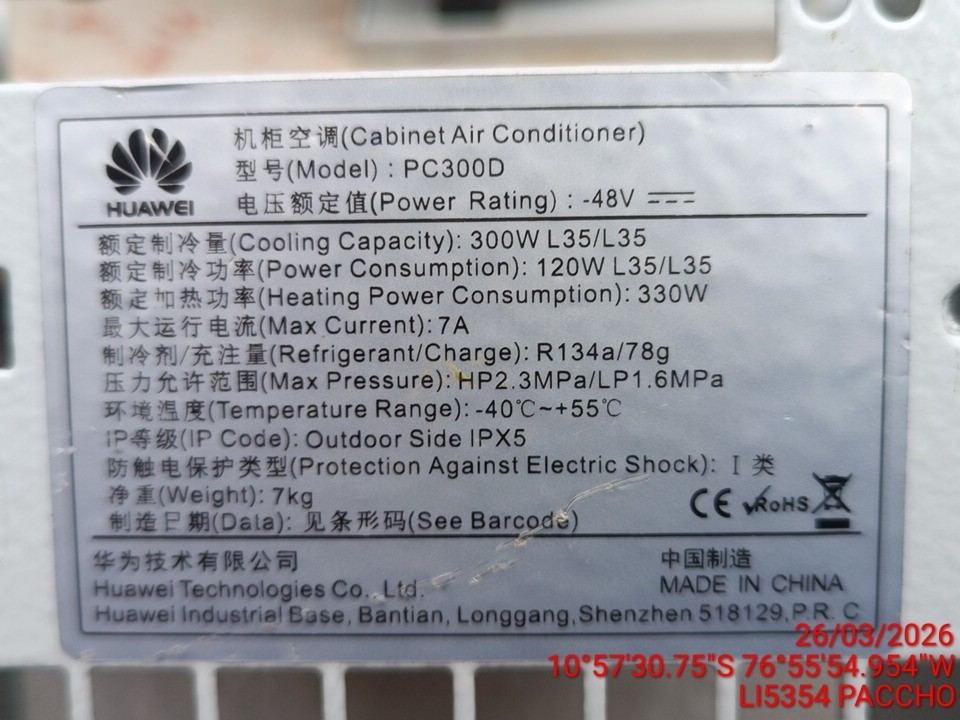 HUAWEI
机柜空调(Cabinet Air Conditioner)
型号(Model) : PC300D
电压额定值(Power Rating) : -48V
额定制冷量(Cooling Capacity): 300W L35/L35
额定制冷功率(Power Consumption): 120W L35/L35
额定加热功率(Heating Power Consumption): 330W
最大运行电流(Max Current): 7A
制冷剂/充注量(Refrigerant/Charge): R134a/78g
压力允许范围(Max Pressure): HP2.3MPa/LP1.6MPa
环境温度(Temperature Range): -40℃~+55℃
IP等级(IP Code): Outdoor Side IPX5
防触电保护类型(Protection Against Electric Shock): I 类
净重(Weight): 7kg
制造日期(Data): 见条形码(See Barcode)
CE RoHS
华为技术有限公司
Huawei Technologies Co., Ltd.
Huawei Industrial Base, Bantian, Longgang, Shenzhen 518129, P.R. C
中国制造
MADE IN CHINA
26/03/2026
10°57'30.75"S 76°55'54.954"W
LI5354 PACCHO